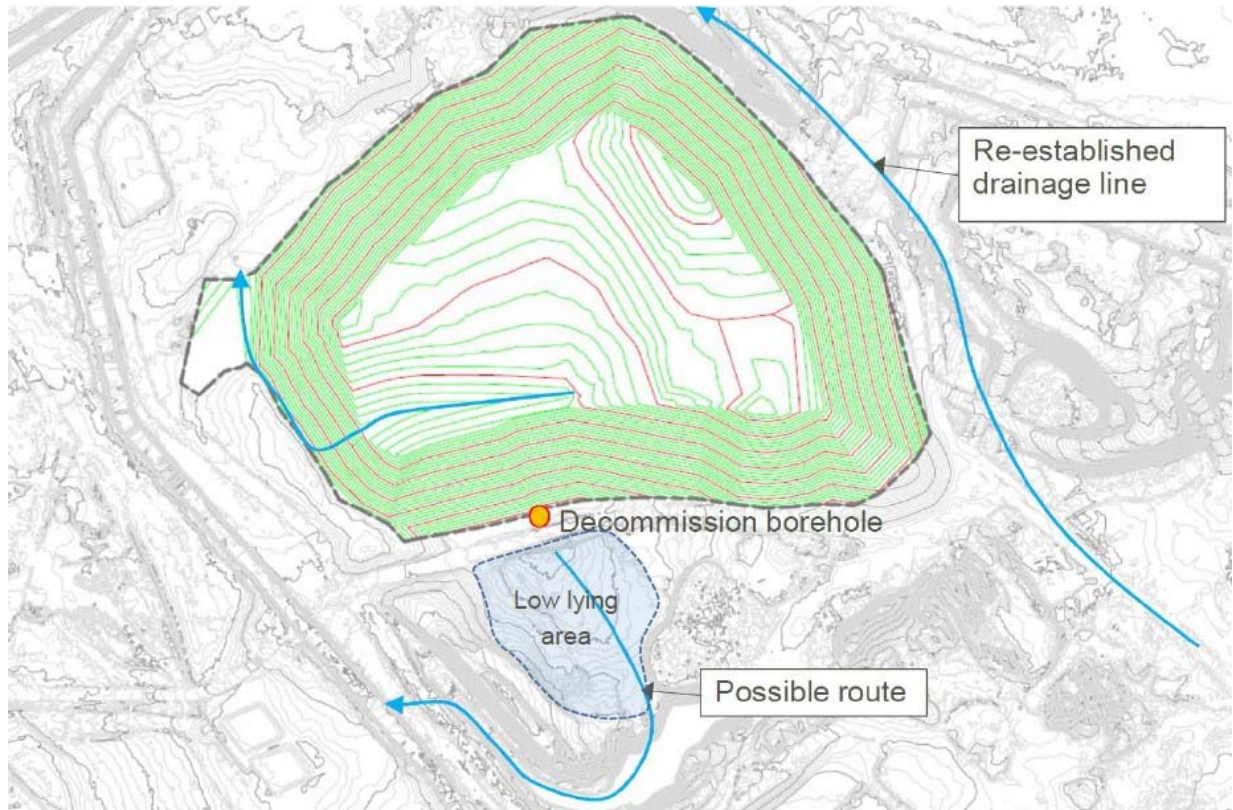 Re-established
drainage line
Decommission borehole
Low lying
area
Possible route